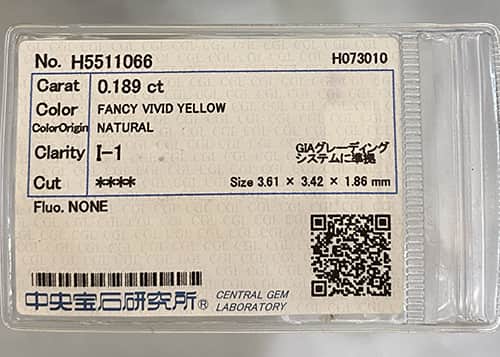 No. H5511066 H073010
Carat 0.189 ct
Color FANCY VIVID YELLOW
ColorOrigin NATURAL
Clarity I-1 GIAグレーディング
システムに準拠
Cut **** Size 3.61 × 3.42 × 1.86 mm
Fluo. NONE
中央宝石研究所® CENTRAL GEM
LABORATORY